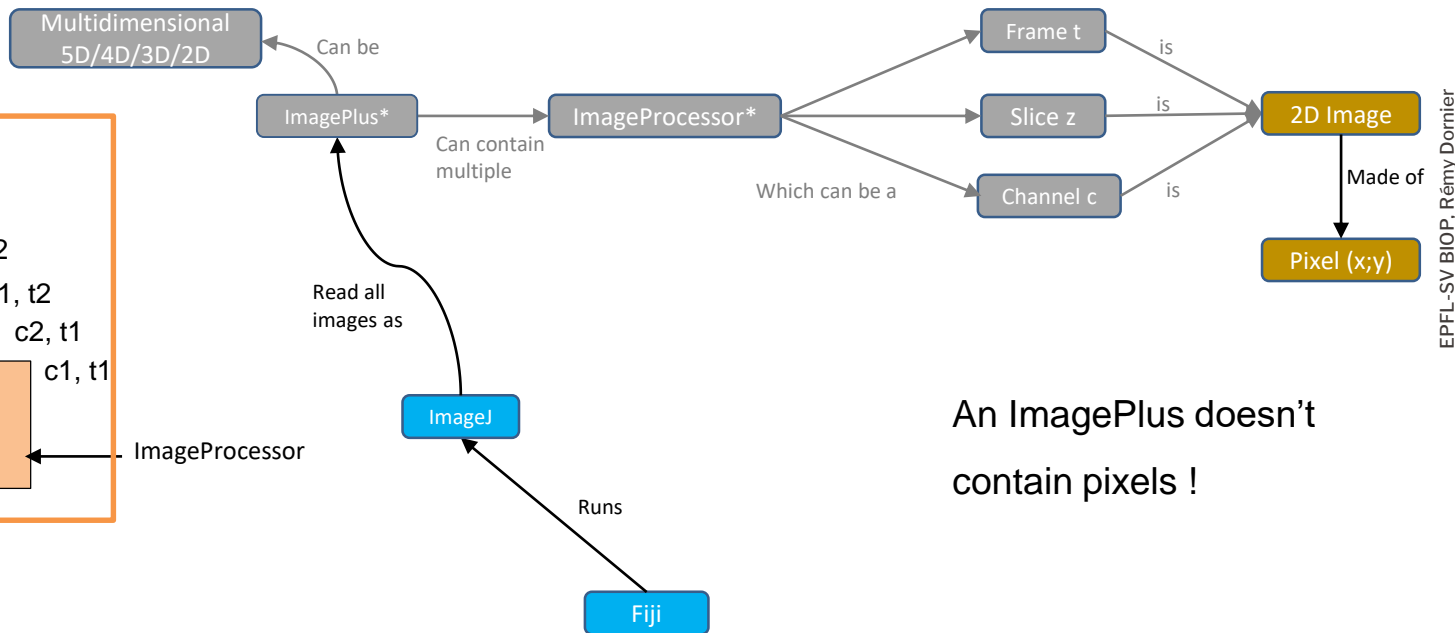 Multidimensional
5D/4D/3D/2D
Can be
Frame t
is
ImagePlus*
ImageProcessor*
Slice z
is
2D Image
Can contain
multiple
Which can be a
Channel c
is
Made of
Pixel (x;y)
2
1, t2
c2, t1
c1, t1
ImageProcessor
Read all
images as
ImageJ
Runs
Fiji
An ImagePlus doesn’t
contain pixels !
EPFL-SV BIOP, Rémy Dornier